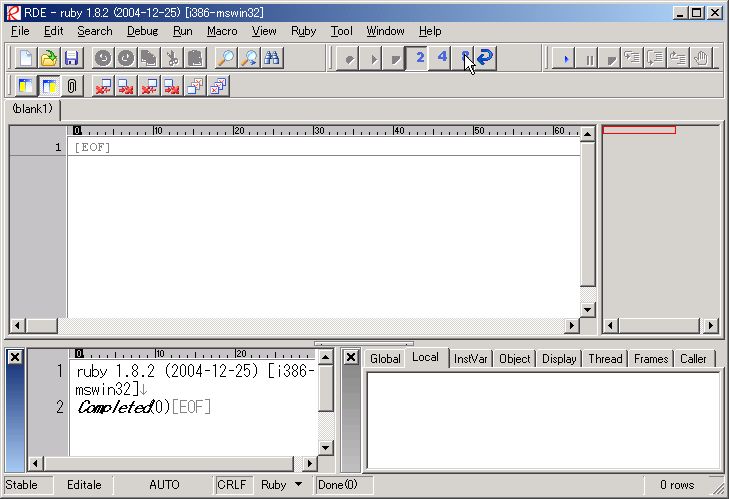 RDE - ruby 1.8.2 (2004-12-25) [i386-mswin32]
File Edit Search Debug Run Macro View Ruby Tool Window Help
2 4 8
(blank1)
0 10 20 30 40 50 60
1 [EOF]
0 10 20
1 ruby 1.8.2 (2004-12-25) [i386-
mswin32]↓
2 Completed(0)[EOF]
Global Local InstVar Object Display Thread Frames Caller
Stable Editale AUTO CRLF Ruby Done(0) 0 rows